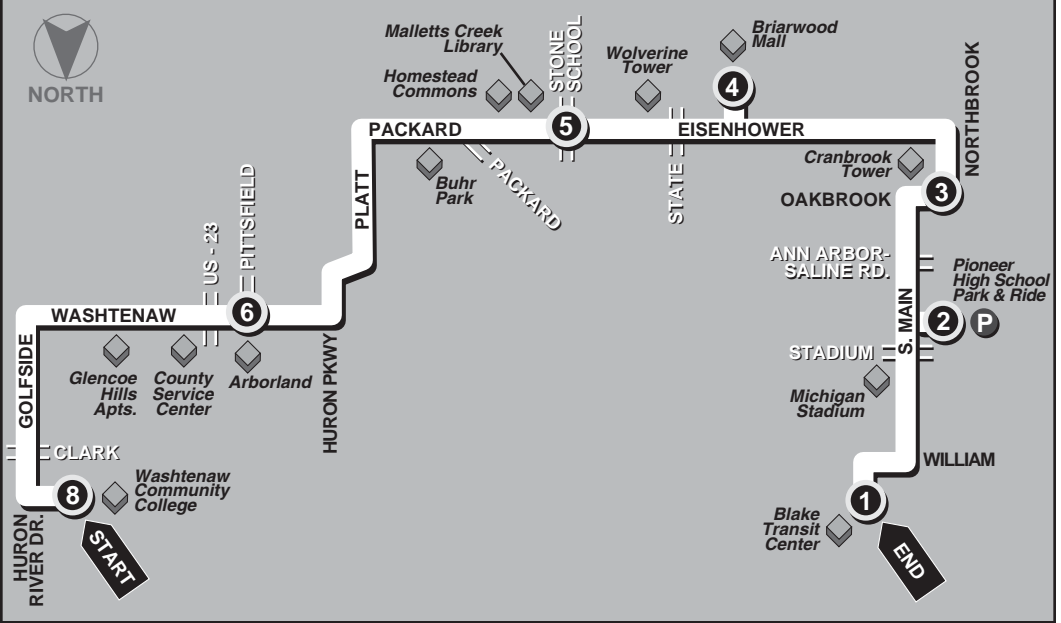 NORTH
Malletts Creek
Library
Homestead
Commons
STONE
SCHOOL
Wolverine
Tower
Briarwood
Mall
4
PACKARD
5
EISENHOWER
NORTHBROOK
Buhr
Park
PACKARD
STATE
Cranbrook
Tower
OAKBROOK
3
PLATT
ANN ARBOR-
SALINE RD.
Pioneer
High School
Park & Ride
2
P
S. MAIN
STADIUM
Michigan
Stadium
US - 23
PITTSFIELD
WASHTENAW
6
GOLFSIDE
Glencoe
Hills
Apts.
County
Service
Center
Arborland
HURON PKWY
CLARK
WILLIAM
8
Washtenaw
Community
College
1
Blake
Transit
Center
HURON
RIVER DR.
START
END